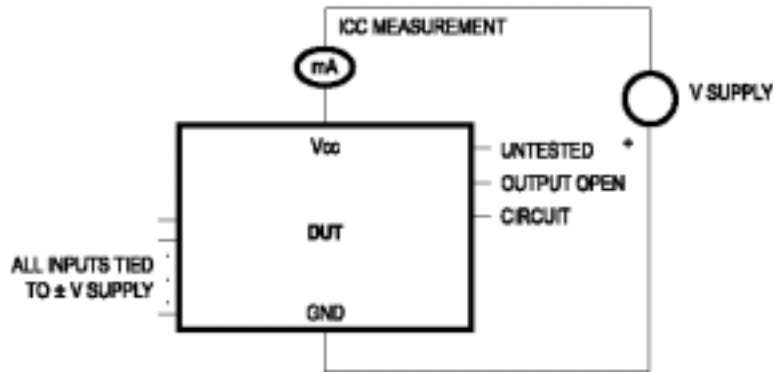 ICC MEASUREMENT
mA
V SUPPLY
Vcc
+
UNTESTED
OUTPUT OPEN
CIRCUIT
DUT
ALL INPUTS TIED
TO ± V SUPPLY
GND